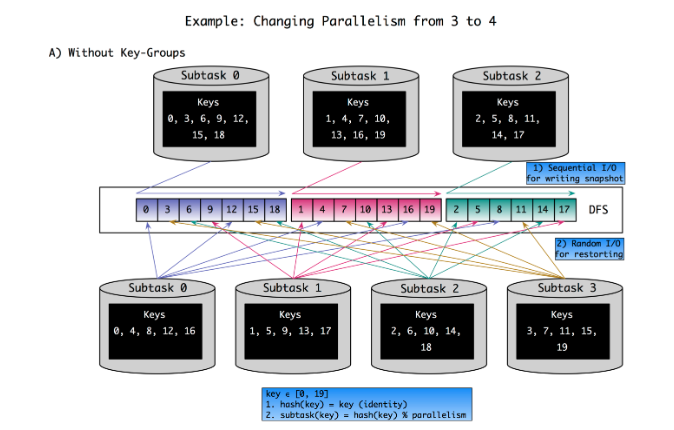 Example: Changing Parallelism from 3 to 4
A) Without Key-Groups
Subtask 0
Keys
0, 3, 6, 9, 12,
15, 18
Subtask 1
Keys
1, 4, 7, 10,
13, 16, 19
Subtask 2
Keys
2, 5, 8, 11,
14, 17
1) Sequential I/O
for writing snapshot
0 3 6 9 12 15 18 1 4 7 10 13 16 19 2 5 8 11 14 17 DFS
2) Random I/O
for restorting
Subtask 0
Keys
0, 4, 8, 12, 16
Subtask 1
Keys
1, 5, 9, 13, 17
Subtask 2
Keys
2, 6, 10, 14,
18
Subtask 3
Keys
3, 7, 11, 15,
19
key ∈ [0, 19]
1. hash(key) = key (identity)
2. subtask(key) = hash(key) % parallelism